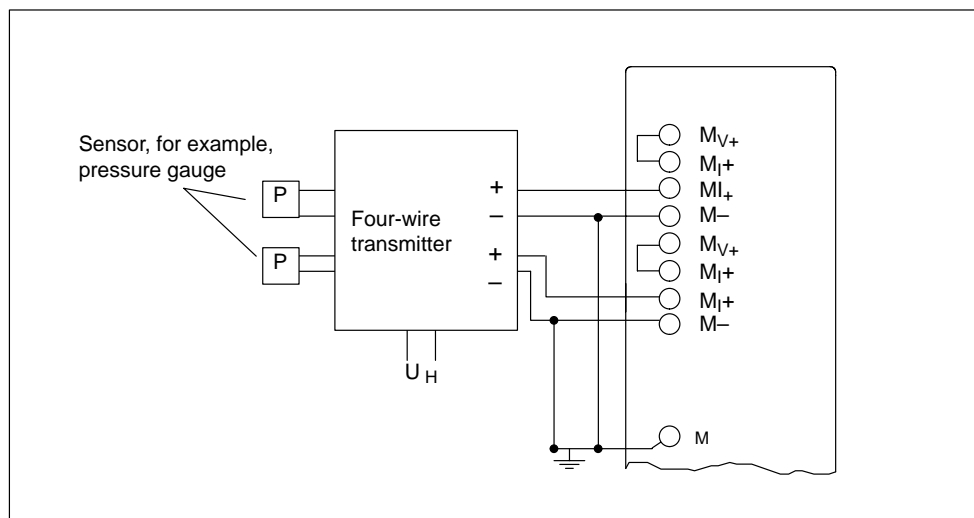 Sensor, for example,
pressure gauge
P
P
Four-wire
transmitter
+
–
+
–
U H
MV+
MI+
MI+
M–
MV+
MI+
MI+
M–
M